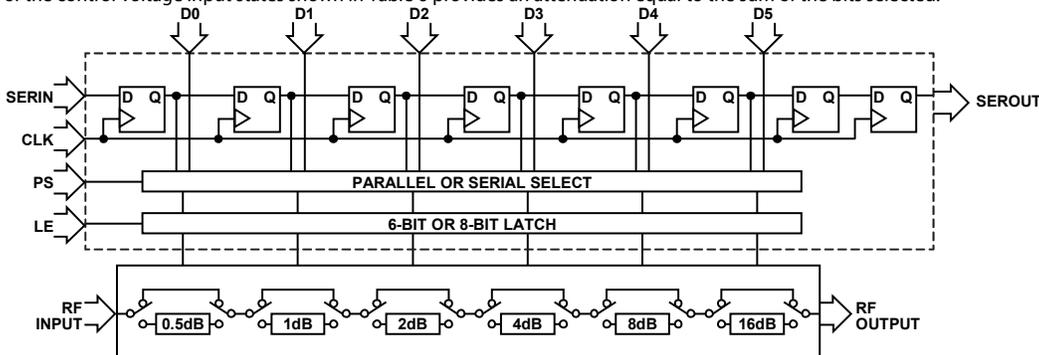 of the control voltage input states shown in Table 6 provides an attenuation equal to the sum of the bits selected.
D0 D1 D2 D3 D4 D5
SERIN D Q D Q D Q D Q D Q D Q D Q D Q SEROUT
CLK
PS PARALLEL OR SERIAL SELECT
LE 6-BIT OR 8-BIT LATCH
RF INPUT 0.5dB 1dB 2dB 4dB 8dB 16dB RF OUTPUT